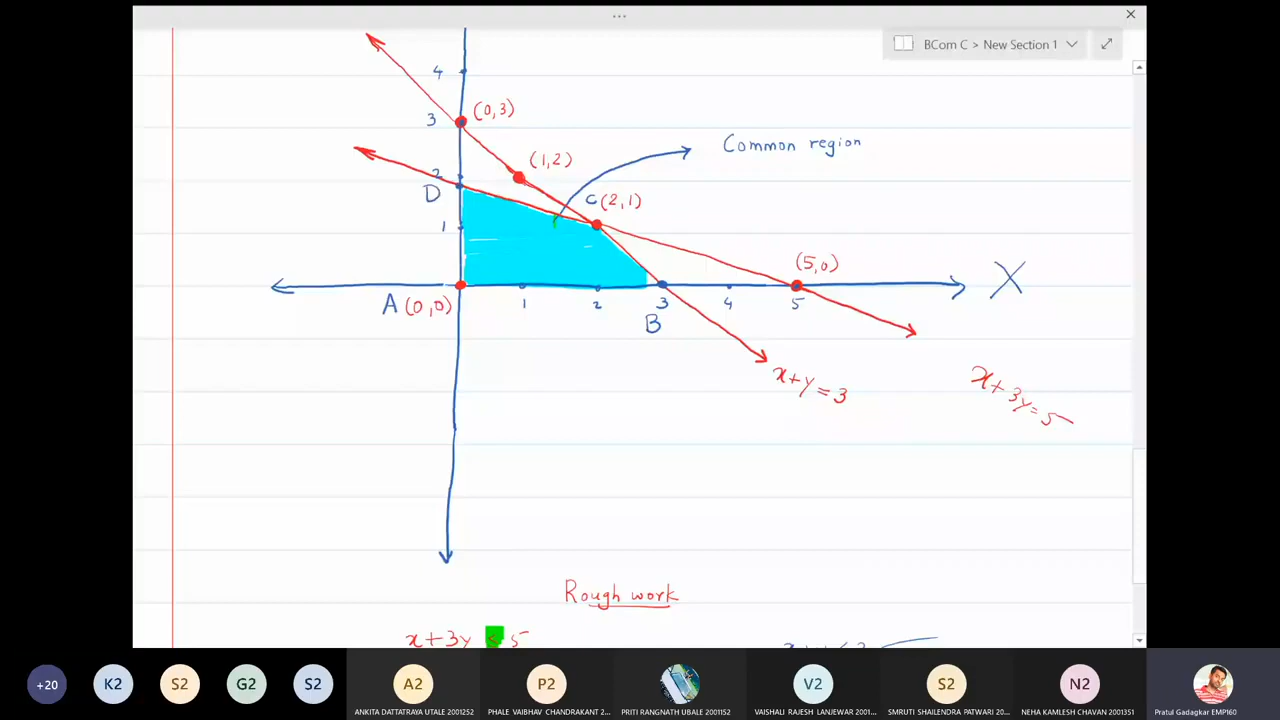 BCom C > New Section 1
4
3 (0,3)
(1,2)
Common region
2
D
C(2,1)
1
(5,0)
X
A (0,0)
1 2 3 4 5
B
x+y=3
x+3y=5
Rough work
x+3y < 5
+20 K2 S2 G2 S2 A2 P2 V2 S2 N2
ANKITA DATTATRAYA UTALE 2001252 PHALE VAIBHAV CHANDRAKANT 2... PRITI RANGNATH UBALE 2001152 VAISHALI RAJESH LANJEWAR 2001... SMRUTI SHAILENDRA PATWARI 20... NEHA KAMLESH CHAVAN 2001351 Pratul Gadagkar EMP160